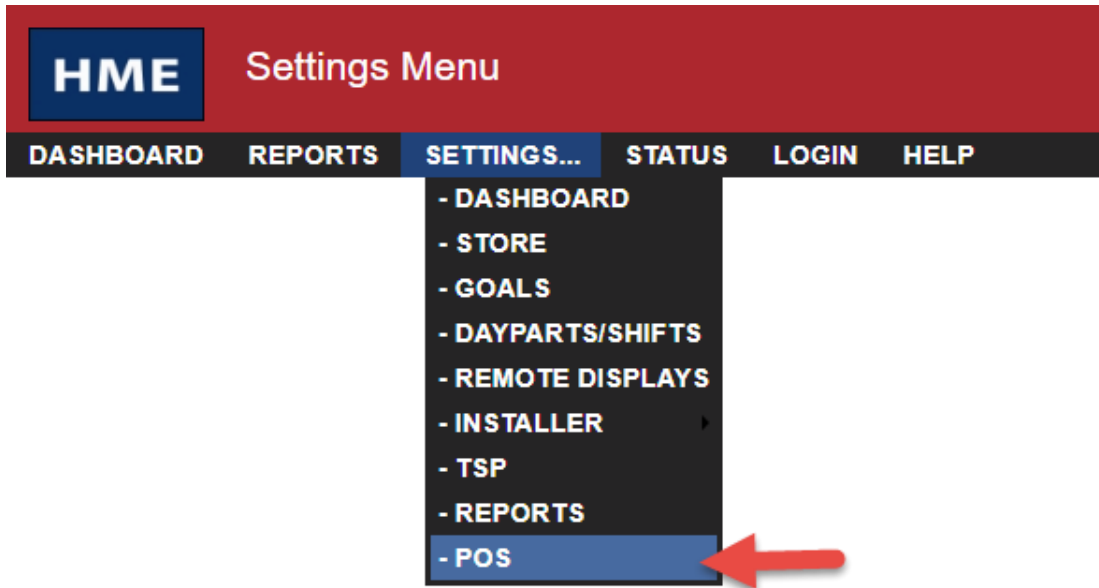 HME Settings Menu
DASHBOARD REPORTS SETTINGS... STATUS LOGIN HELP
- DASHBOARD
- STORE
- GOALS
- DAYPARTS/SHIFTS
- REMOTE DISPLAYS
- INSTALLER
- TSP
- REPORTS
- POS